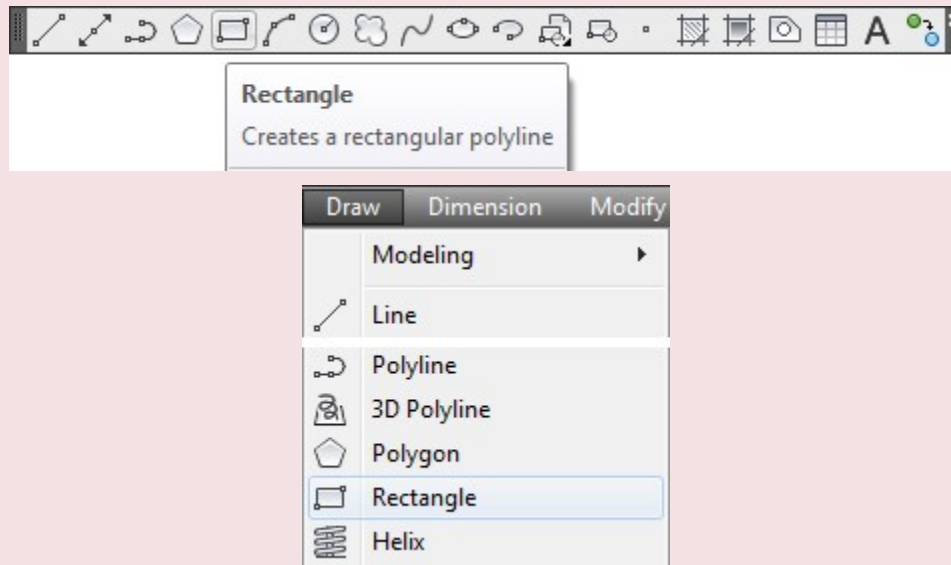 A
Rectangle
Creates a rectangular polyline
Draw Dimension Modify
Modeling
Line
Polyline
3D Polyline
Polygon
Rectangle
Helix